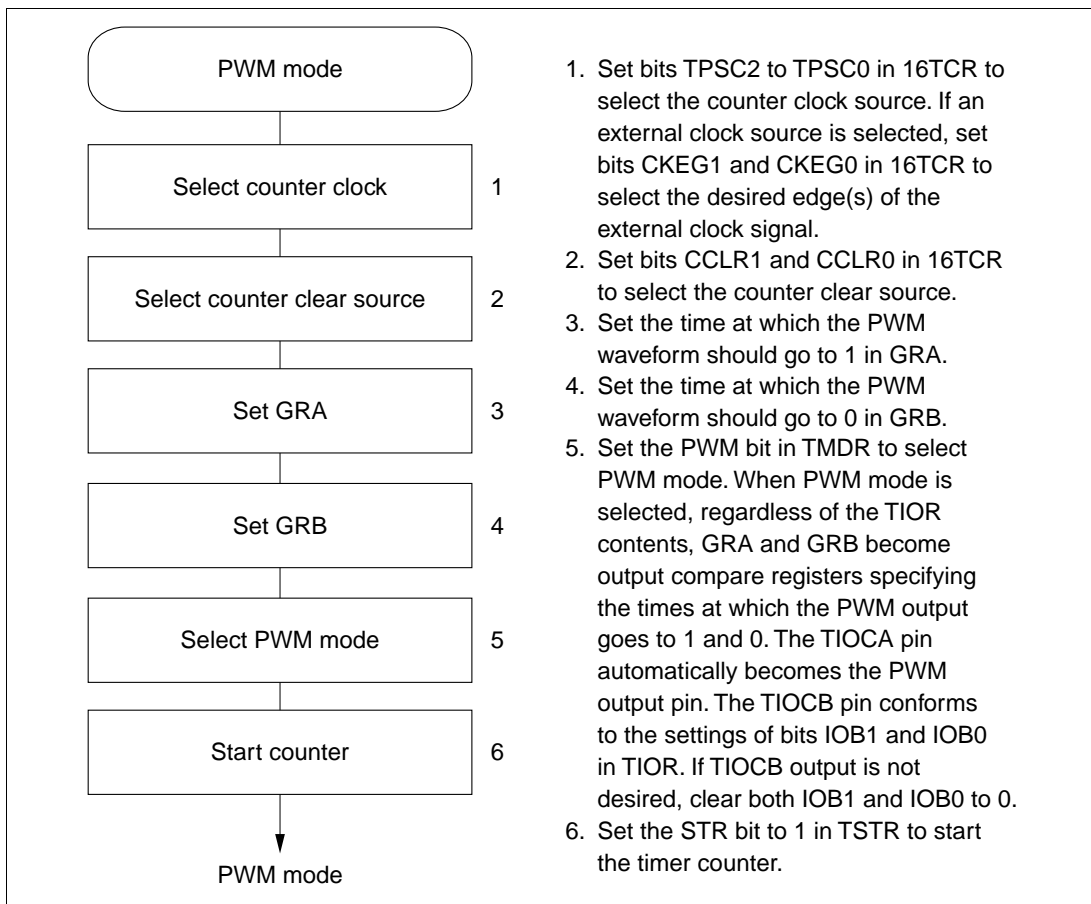 PWM mode
Select counter clock
1
Select counter clear source
2
Set GRA
3
Set GRB
4
Select PWM mode
5
Start counter
6
PWM mode
1. Set bits TPSC2 to TPSC0 in 16TCR to
select the counter clock source. If an
external clock source is selected, set
bits CKEG1 and CKEG0 in 16TCR to
select the desired edge(s) of the
external clock signal.
2. Set bits CCLR1 and CCLR0 in 16TCR
to select the counter clear source.
3. Set the time at which the PWM
waveform should go to 1 in GRA.
4. Set the time at which the PWM
waveform should go to 0 in GRB.
5. Set the PWM bit in TMDR to select
PWM mode. When PWM mode is
selected, regardless of the TIOR
contents, GRA and GRB become
output compare registers specifying
the times at which the PWM output
goes to 1 and 0. The TIOCA pin
automatically becomes the PWM
output pin. The TIOCB pin conforms
to the settings of bits IOB1 and IOB0
in TIOR. If TIOCB output is not
desired, clear both IOB1 and IOB0 to 0.
6. Set the STR bit to 1 in TSTR to start
the timer counter.